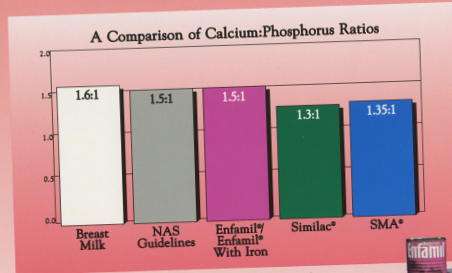 A Comparison of Calcium:Phosphorus Ratios
2.0
1.5
1.0
0.5
0.0
1.6:1
1.5:1
1.5:1
1.3:1
1.35:1
Breast
Milk
NAS
Guidelines
Enfamil®/
Enfamil®
With Iron
Similac®
SMA®
Enfamil